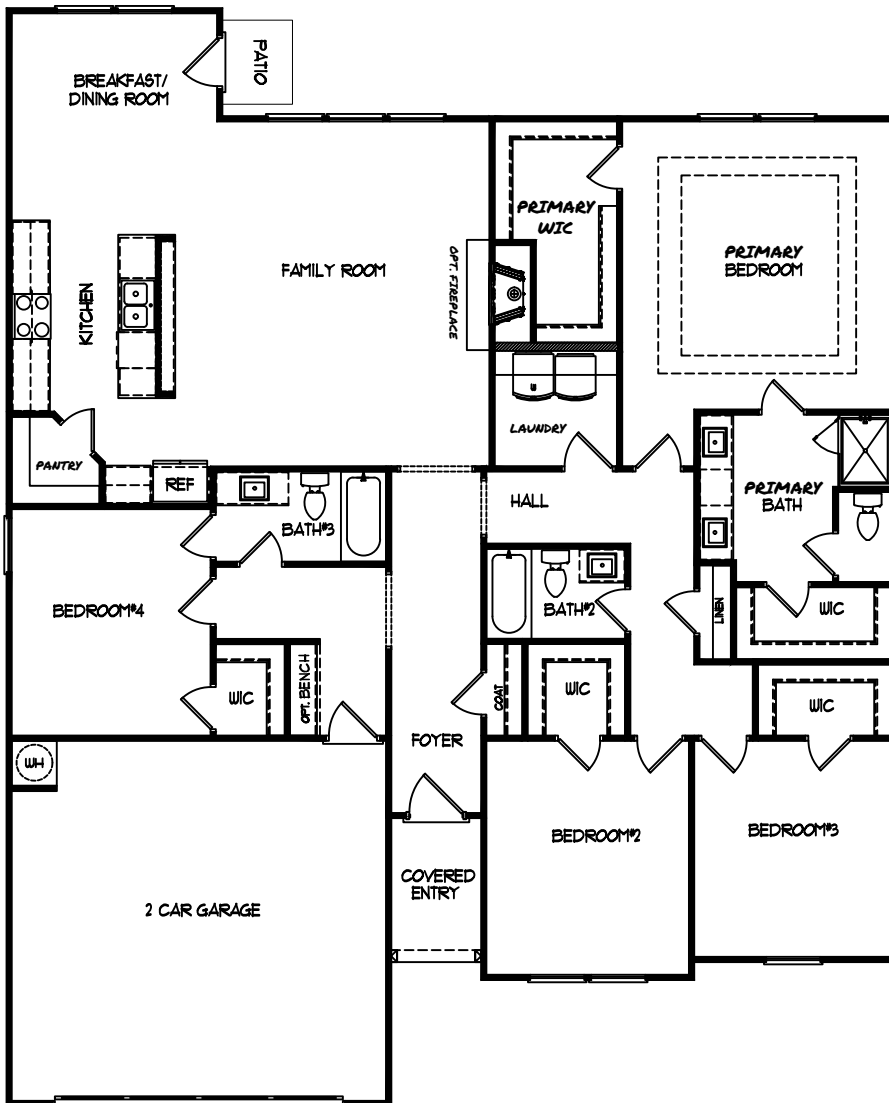 PATIO
BREAKFAST/
DINING ROOM
PRIMARY
WIC
PRIMARY
BEDROOM
FAMILY ROOM
OPT. FIREPLACE
KITCHEN
W
LAUNDRY
PANTRY
REF
HALL
PRIMARY
BATH
BATH#3
BEDROOM#4
BATH#2
LINEN
WIC
WIC
OPT. BENCH
COAT
WIC
WIC
FOYER
WH
BEDROOM#2
BEDROOM#3
COVERED
ENTRY
2 CAR GARAGE